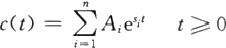 c(t) = \sum_{i=1}^{n} A_i e^{s_i t} \quad t \geqslant 0